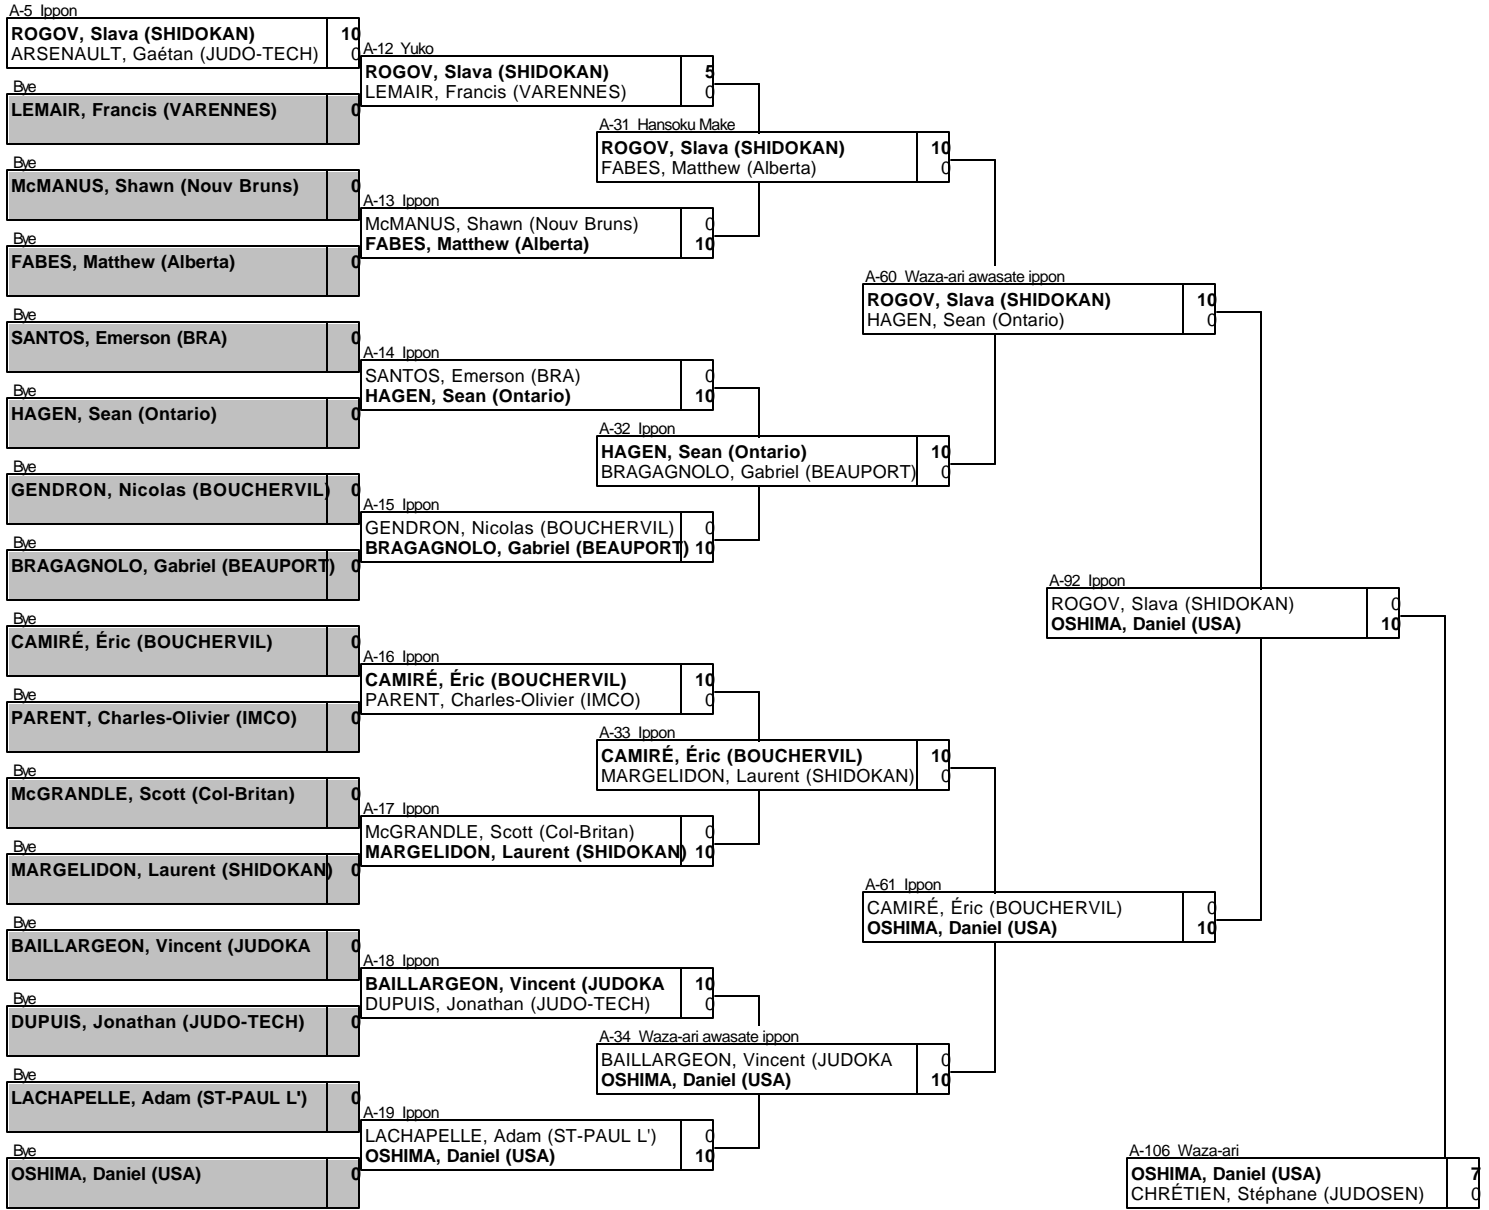 A-5 Ippon
ROGOV, Slava (SHIDOKAN) 10
ARSENAULT, Gaétan (JUDO-TECH) 0
Bye
LEMAIR, Francis (VARENNES) 0
Bye
McMANUS, Shawn (Nouv Bruns) 0
Bye
FABES, Matthew (Alberta) 0
Bye
SANTOS, Emerson (BRA) 0
Bye
HAGEN, Sean (Ontario) 0
Bye
GENDRON, Nicolas (BOUCHERVIL) 0
Bye
BRAGAGNOLO, Gabriel (BEAUPORT) 0
Bye
CAMIRÉ, Éric (BOUCHERVIL) 0
Bye
PARENT, Charles-Olivier (IMCO) 0
Bye
McGRANDLE, Scott (Col-Britan) 0
Bye
MARGELIDON, Laurent (SHIDOKAN) 0
Bye
BAILLARGEON, Vincent (JUDOKA 0
Bye
DUPUIS, Jonathan (JUDO-TECH) 0
Bye
LACHAPELLE, Adam (ST-PAUL L') 0
Bye
OSHIMA, Daniel (USA) 0
A-12 Yuko
ROGOV, Slava (SHIDOKAN) 5
LEMAIR, Francis (VARENNES) 0
A-13 Ippon
McMANUS, Shawn (Nouv Bruns) 0
FABES, Matthew (Alberta) 10
A-14 Ippon
SANTOS, Emerson (BRA) 0
HAGEN, Sean (Ontario) 10
A-15 Ippon
GENDRON, Nicolas (BOUCHERVIL) 0
BRAGAGNOLO, Gabriel (BEAUPORT) 10
A-16 Ippon
CAMIRÉ, Éric (BOUCHERVIL) 10
PARENT, Charles-Olivier (IMCO) 0
A-17 Ippon
McGRANDLE, Scott (Col-Britan) 0
MARGELIDON, Laurent (SHIDOKAN) 10
A-18 Ippon
BAILLARGEON, Vincent (JUDOKA 10
DUPUIS, Jonathan (JUDO-TECH) 0
A-19 Ippon
LACHAPELLE, Adam (ST-PAUL L') 0
OSHIMA, Daniel (USA) 10
A-31 Hansoku Make
ROGOV, Slava (SHIDOKAN) 10
FABES, Matthew (Alberta) 0
A-32 Ippon
HAGEN, Sean (Ontario) 10
BRAGAGNOLO, Gabriel (BEAUPORT) 0
A-33 Ippon
CAMIRÉ, Éric (BOUCHERVIL) 10
MARGELIDON, Laurent (SHIDOKAN) 0
A-34 Waza-ari awasate ippon
BAILLARGEON, Vincent (JUDOKA 0
OSHIMA, Daniel (USA) 10
A-60 Waza-ari awasate ippon
ROGOV, Slava (SHIDOKAN) 10
HAGEN, Sean (Ontario) 0
A-61 Ippon
CAMIRÉ, Éric (BOUCHERVIL) 0
OSHIMA, Daniel (USA) 10
A-92 Ippon
ROGOV, Slava (SHIDOKAN) 0
OSHIMA, Daniel (USA) 10
A-106 Waza-ari
OSHIMA, Daniel (USA) 7
CHRÉTIEN, Stéphane (JUDOSEN) 0